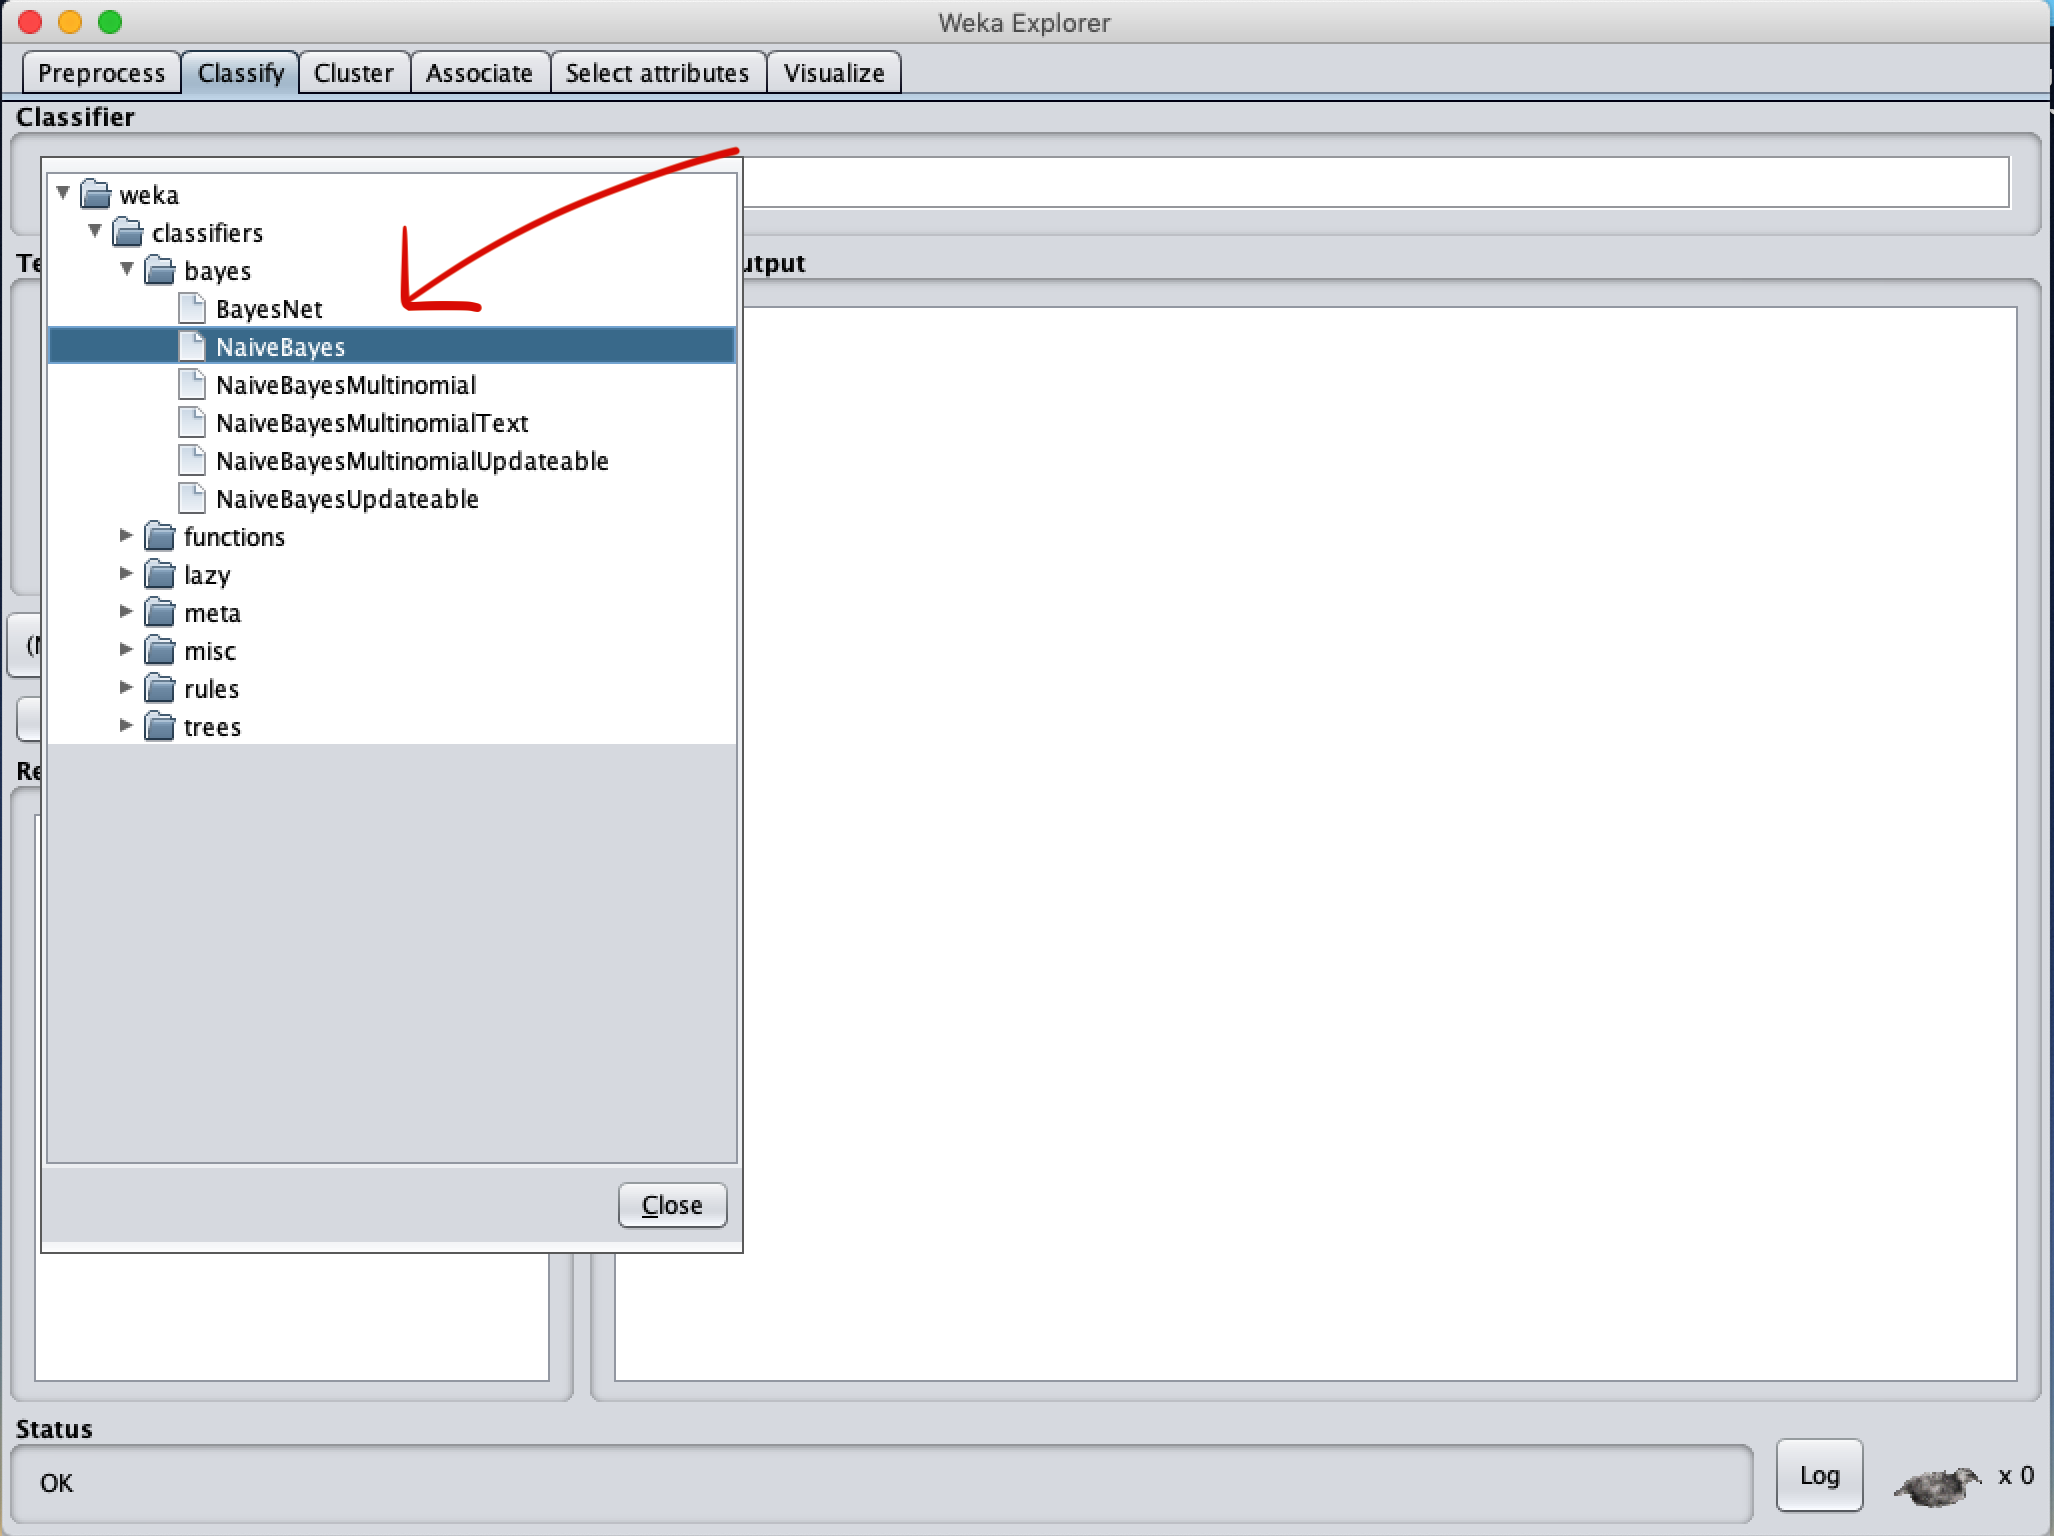 Weka Explorer
Preprocess Classify Cluster Associate Select attributes Visualize
Classifier
weka
classifiers
bayes
BayesNet
NaiveBayes
NaiveBayesMultinomial
NaiveBayesMultinomialText
NaiveBayesMultinomialUpdateable
NaiveBayesUpdateable
functions
lazy
meta
misc
rules
trees
Close
Te
utput
(N
Re
Status
OK
Log
x 0